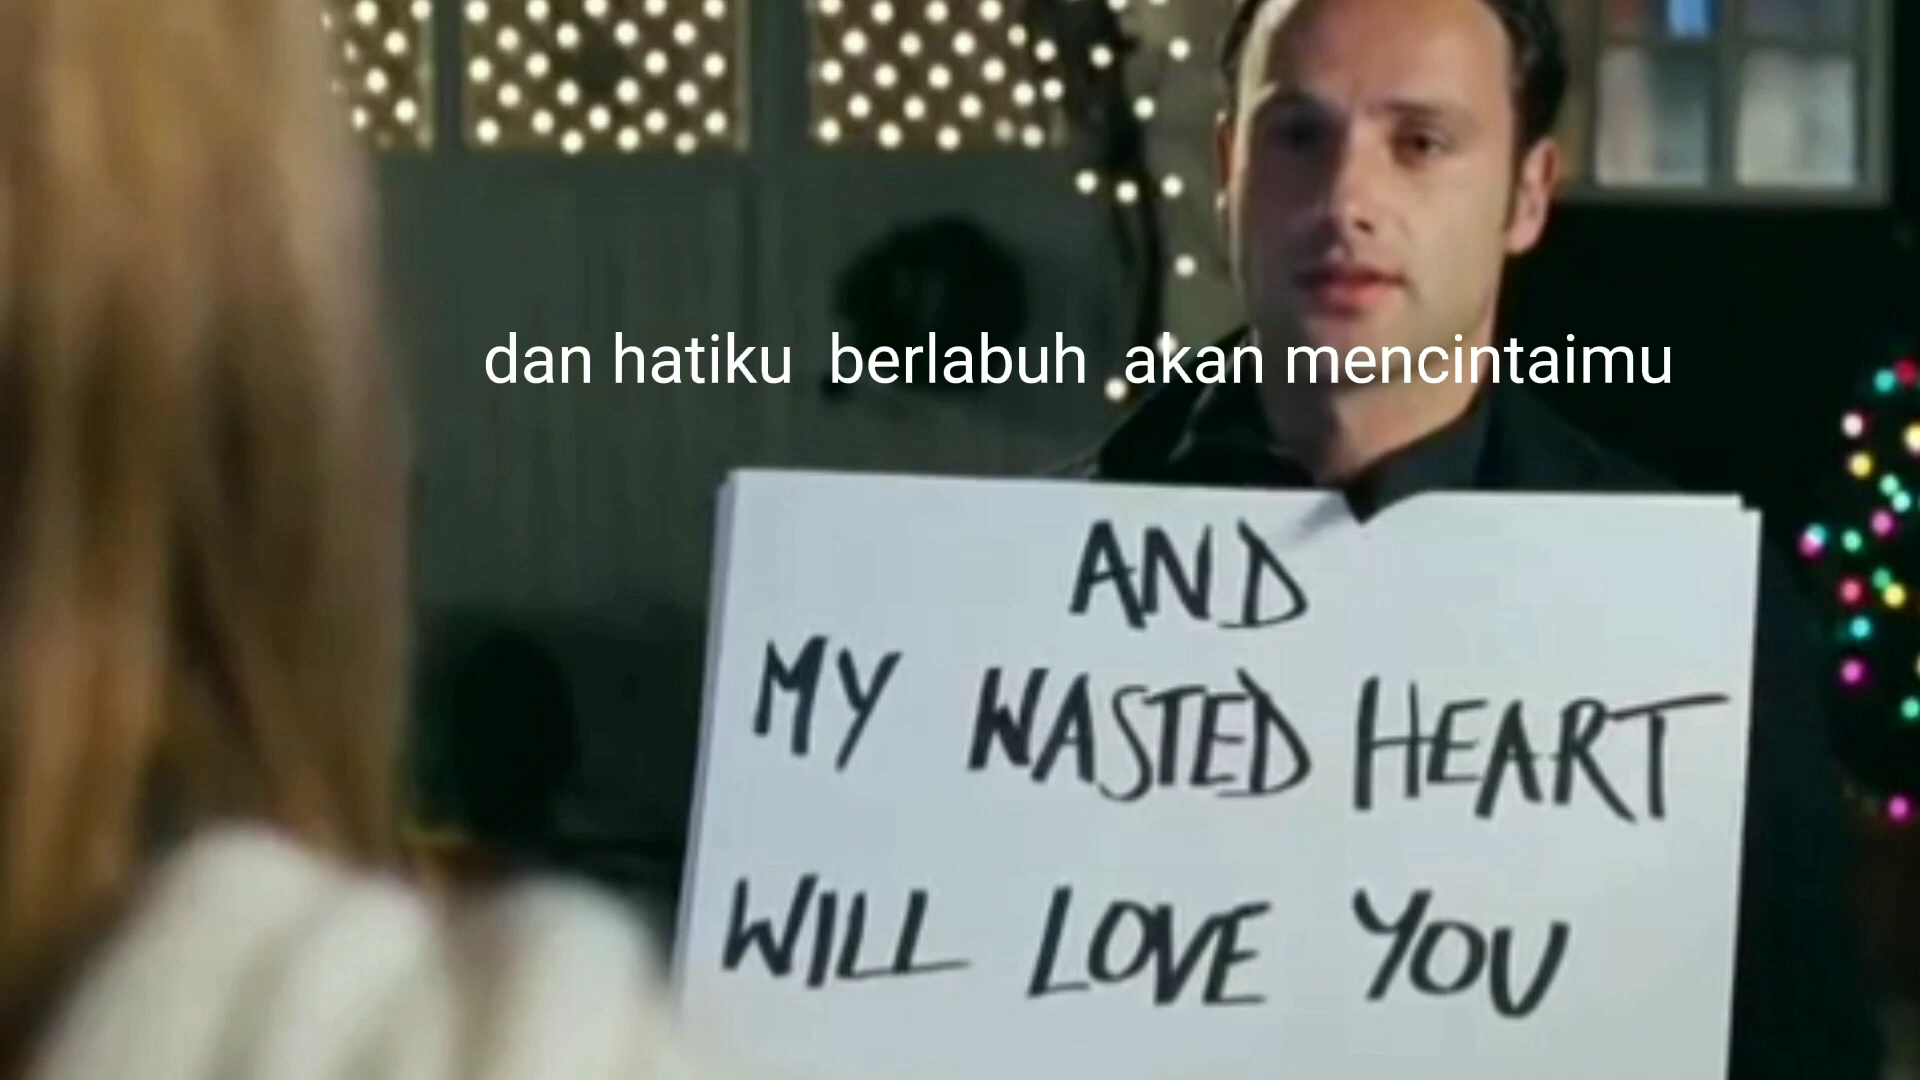 dan hatiku berlabuh akan mencintaimu
AND
MY WASTED HEART
WILL LOVE YOU